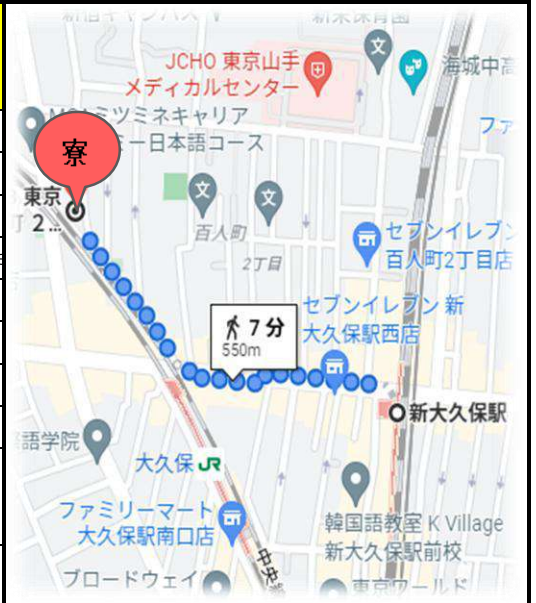 JCHO 東京山手
メディカルセンター
海城中高
ミツミネキャリア
ミー日本語コース
寮
東京
2...
百人町
2丁目
セブンイレブン
百人町2丁目店
セブンイレブン 新
大久保駅西店
7 分
550m
新大久保駅
語学院
大久保 JR
ファミリーマート
大久保駅南口店
韓国語教室 K Village
新大久保駅前校
ブロードウェイ
中央
東京ワールド